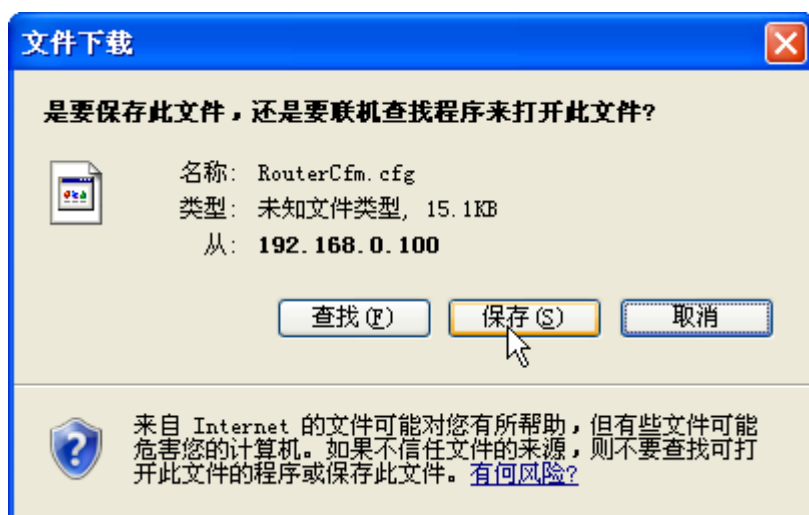 文件下载
是要保存此文件，还是要联机查找程序来打开此文件?
名称: RouterCfm.cfg
类型: 未知文件类型, 15.1KB
从: 192.168.0.100
查找(F) 保存(S) 取消
来自 Internet 的文件可能对您有所帮助，但有些文件可能
危害您的计算机。如果不信任文件的来源，则不要查找可打
开此文件的程序或保存此文件。有何风险?